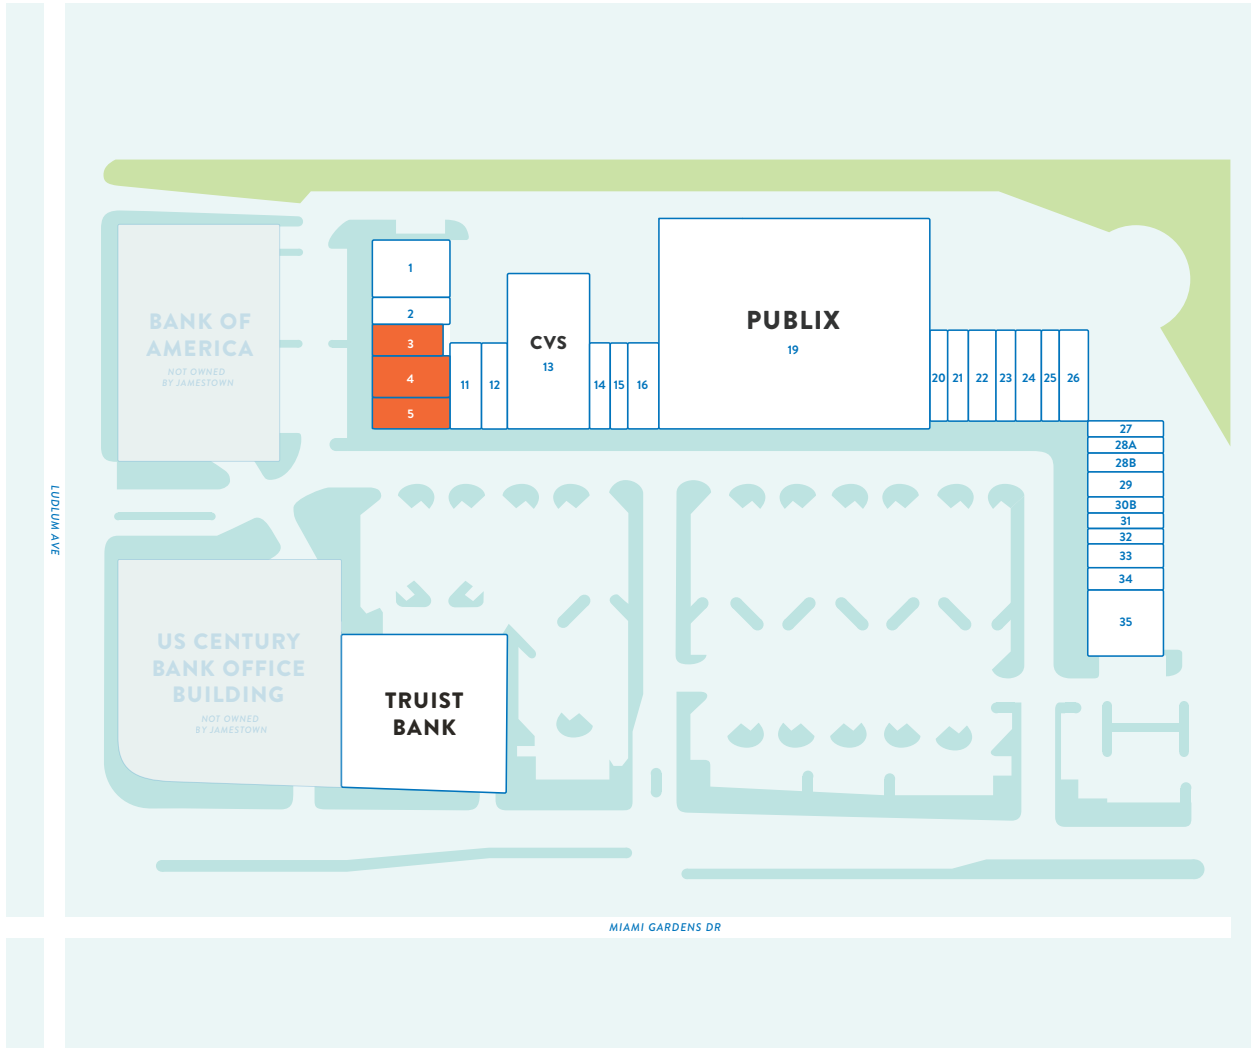 1
2
3
4
5
11
12
CVS
13
14
15
16
PUBLIX
19
20
21
22
23
24
25
26
27
28A
28B
29
30B
31
32
33
34
35
BANK OF
AMERICA
NOT OWNED
BY JAMESTOWN
LUDLUM AVE
US CENTURY
BANK OFFICE
BUILDING
NOT OWNED
BY JAMESTOWN
TRUIST
BANK
MIAMI GARDENS DR